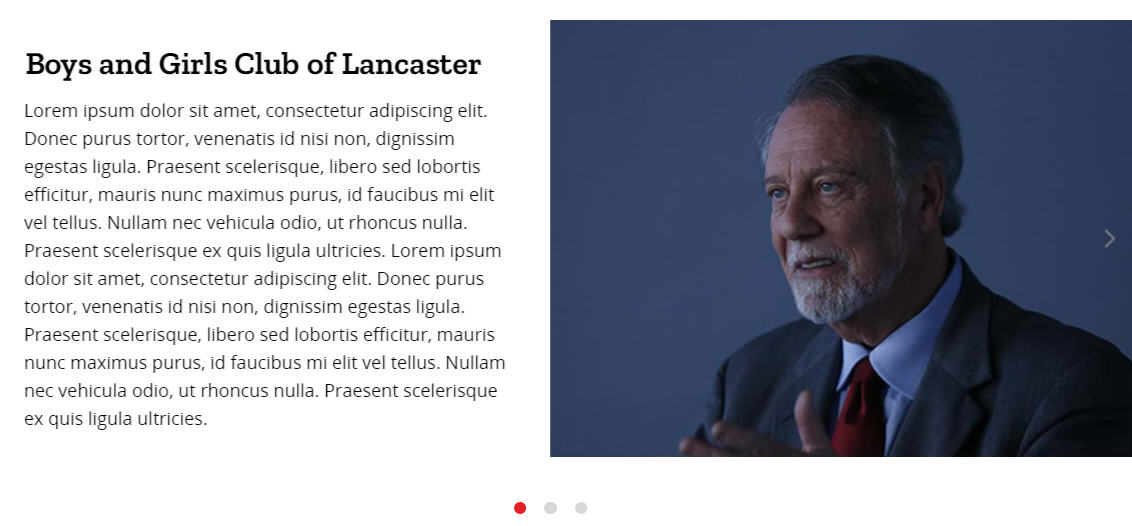 Boys and Girls Club of Lancaster
Lorem ipsum dolor sit amet, consectetur adipiscing elit.
Donec purus tortor, venenatis id nisi non, dignissim
egestas ligula. Praesent scelerisque, libero sed lobortis
efficitur, mauris nunc maximus purus, id faucibus mi elit
vel tellus. Nullam nec vehicula odio, ut rhoncus nulla.
Praesent scelerisque ex quis ligula ultricies. Lorem ipsum
dolor sit amet, consectetur adipiscing elit. Donec purus
tortor, venenatis id nisi non, dignissim egestas ligula.
Praesent scelerisque, libero sed lobortis efficitur, mauris
nunc maximus purus, id faucibus mi elit vel tellus. Nullam
nec vehicula odio, ut rhoncus nulla. Praesent scelerisque
ex quis ligula ultricies.